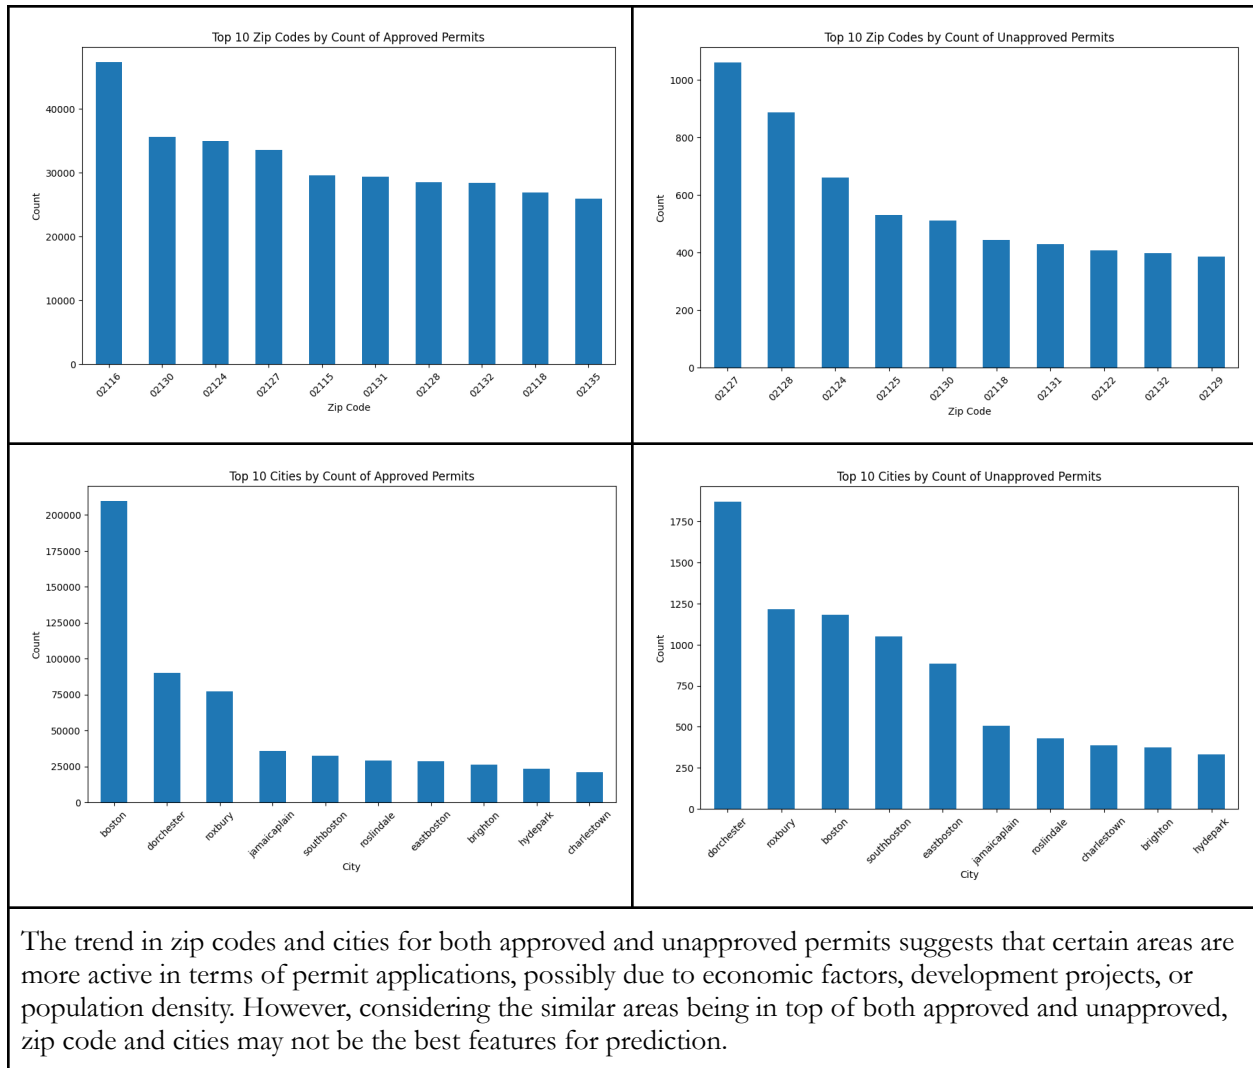 Top 10 Zip Codes by Count of Approved Permits
Count
40000
30000
20000
10000
0
02116 02130 02124 02127 02115 02131 02128 02132 02118 02135
Zip Code
Top 10 Zip Codes by Count of Unapproved Permits
Count
1000
800
600
400
200
0
02127 02128 02124 02125 02130 02118 02131 02122 02132 02129
Zip Code
Top 10 Cities by Count of Approved Permits
Count
200000
175000
150000
125000
100000
75000
50000
25000
0
boston dorchester roxbury jamaicaplain southboston roslindale eastboston brighton hydepark charlestown
City
Top 10 Cities by Count of Unapproved Permits
Count
1750
1500
1250
1000
750
500
250
0
dorchester roxbury boston southboston eastboston jamaicaplain roslindale charlestown brighton hydepark
City
The trend in zip codes and cities for both approved and unapproved permits suggests that certain areas are
more active in terms of permit applications, possibly due to economic factors, development projects, or
population density. However, considering the similar areas being in top of both approved and unapproved,
zip code and cities may not be the best features for prediction.